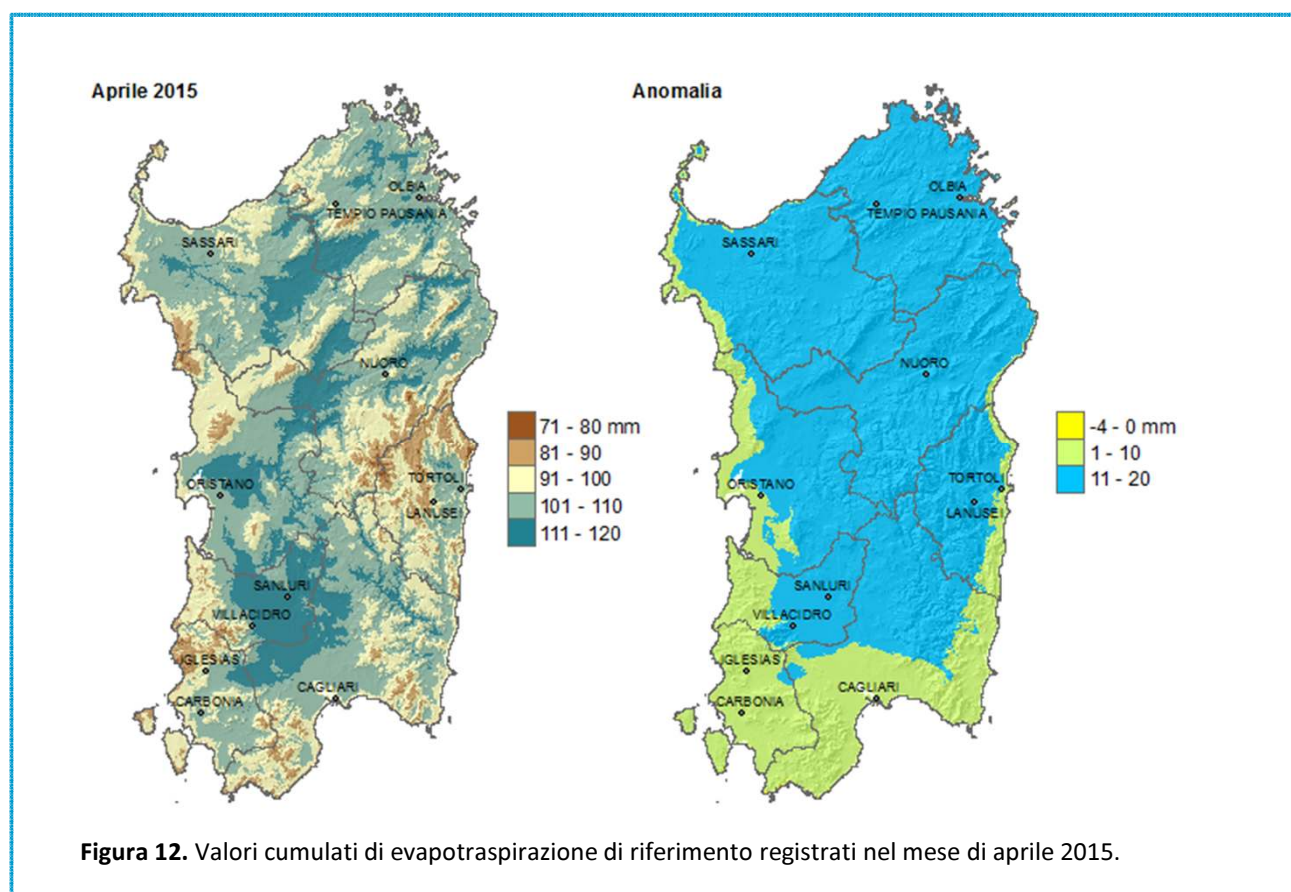 Aprile 2015
OLBIA
TEMPIO PAUSANIA
SASSARI
NUORO
ORISTANO
TORTOLI
LANUSEI
SANLURI
VILLACIDRO
IGLESIAS
CARBONIA
CAGLIARI
71 - 80 mm
81 - 90
91 - 100
101 - 110
111 - 120
Anomalia
OLBIA
TEMPIO PAUSANIA
SASSARI
NUORO
ORISTANO
TORTOLI
LANUSEI
SANLURI
VILLACIDRO
IGLESIAS
CARBONIA
CAGLIARI
-4 - 0 mm
1 - 10
11 - 20
Figura 12. Valori cumulati di evapotraspirazione di riferimento registrati nel mese di aprile 2015.